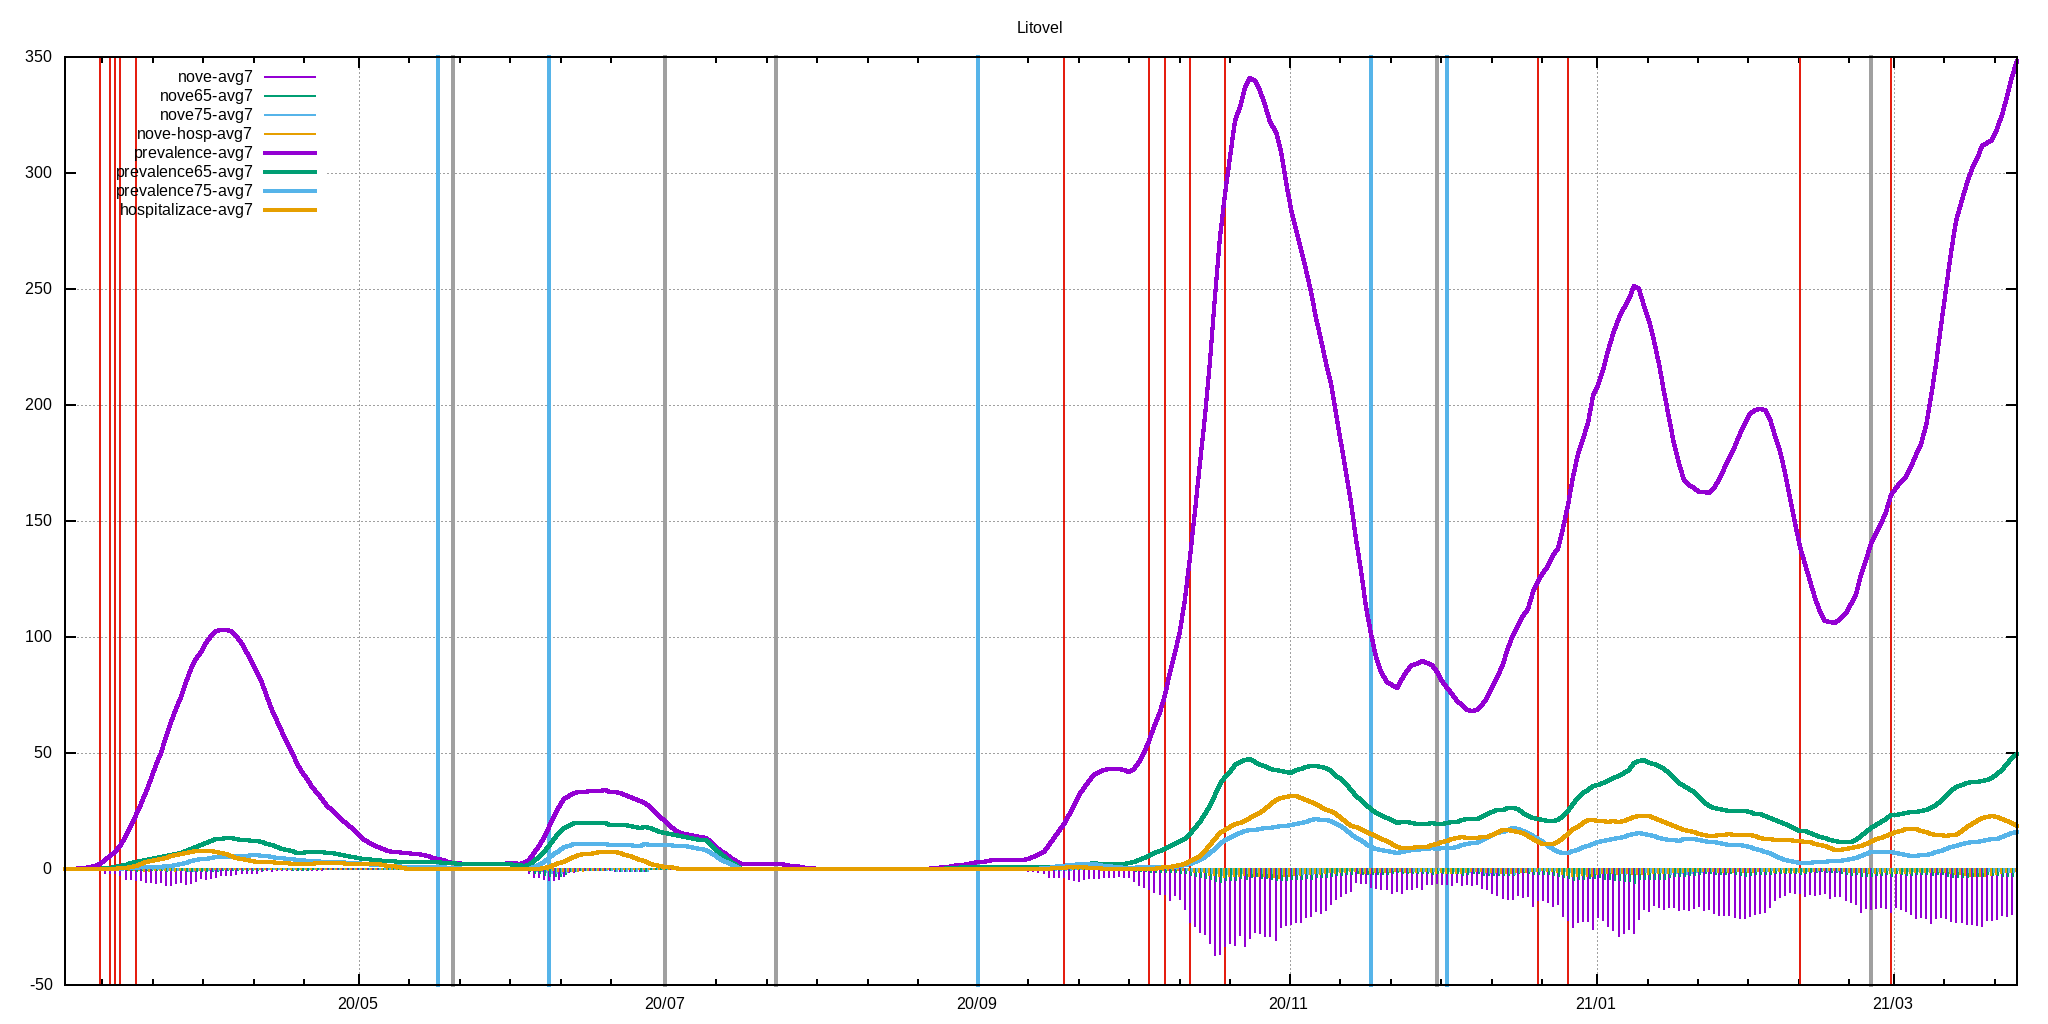 Litovel
350
300
250
200
150
100
50
0
-50
nove-avg7
nove65-avg7
nove75-avg7
nove-hosp-avg7
prevalence-avg7
prevalence65-avg7
prevalence75-avg7
hospitalizace-avg7
20/05 20/07 20/09 20/11 21/01 21/03